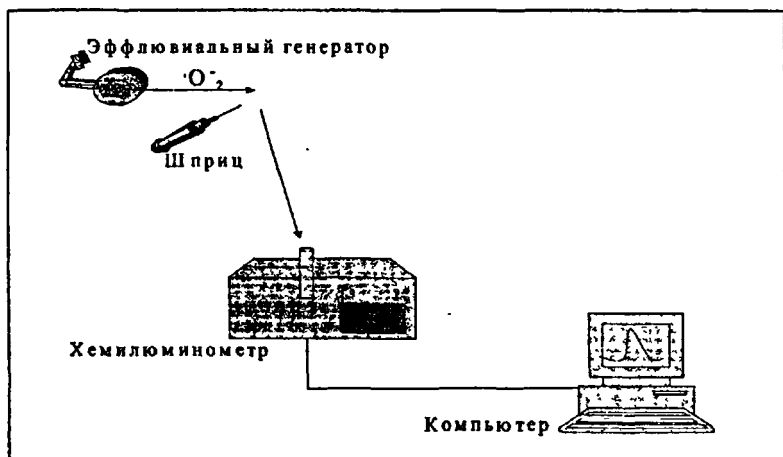 Эффлювиальный генератор
·O⁻₂
Шприц
Хемилюминометр
Компьютер